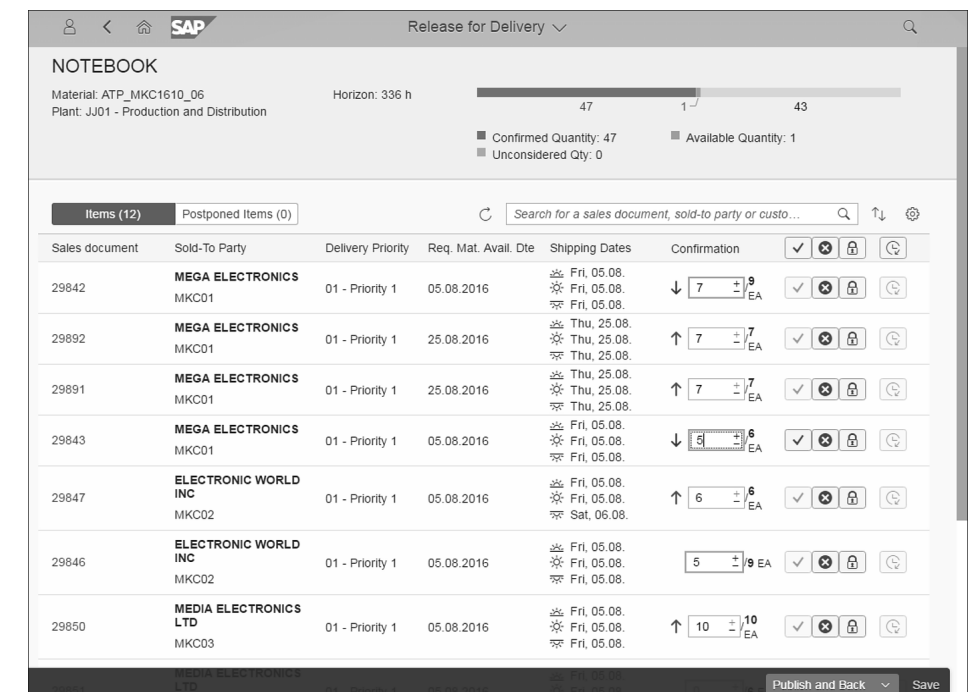 SAP
Release for Delivery
NOTEBOOK
Material: ATP_MKC1610_06
Plant: JJ01 - Production and Distribution
Horizon: 336 h
47 1 43
Confirmed Quantity: 47 Available Quantity: 1
Unconsidered Qty: 0
Items (12) Postponed Items (0) Search for a sales document, sold-to party or custo...
Sales document Sold-To Party Delivery Priority Req. Mat. Avail. Dte Shipping Dates Confirmation
29842
MEGA ELECTRONICS
MKC01
01 - Priority 1
05.08.2016
Fri, 05.08.
Fri, 05.08.
Fri, 05.08.
7 /9
EA
29892
MEGA ELECTRONICS
MKC01
01 - Priority 1
25.08.2016
Thu, 25.08.
Thu, 25.08.
Thu, 25.08.
7 /7
EA
29891
MEGA ELECTRONICS
MKC01
01 - Priority 1
25.08.2016
Thu, 25.08.
Thu, 25.08.
Thu, 25.08.
7 /7
EA
29843
MEGA ELECTRONICS
MKC01
01 - Priority 1
05.08.2016
Fri, 05.08.
Fri, 05.08.
Fri, 05.08.
5 /6
EA
29847
ELECTRONIC WORLD
INC
MKC02
01 - Priority 1
05.08.2016
Fri, 05.08.
Fri, 05.08.
Sat, 06.08.
6 /6
EA
29846
ELECTRONIC WORLD
INC
MKC02
01 - Priority 1
05.08.2016
Fri, 05.08.
Fri, 05.08.
Fri, 05.08.
5 /9 EA
29850
MEDIA ELECTRONICS
LTD
MKC03
01 - Priority 1
05.08.2016
Fri, 05.08.
Fri, 05.08.
Fri, 05.08.
10 /10
EA
MEDIA ELECTRONICS
LTD
Fri, 05.08.
Publish and Back Save